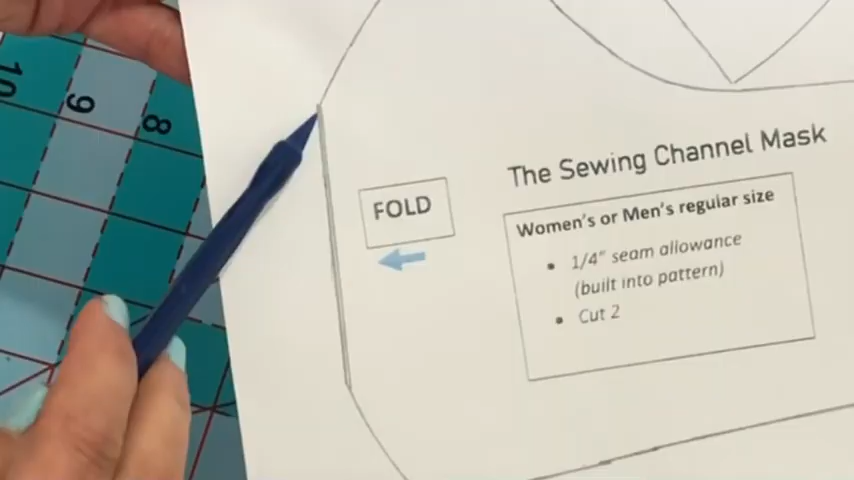 10
9
8
The Sewing Channel Mask
FOLD
Women's or Men's regular size
• 1/4" seam allowance
(built into pattern)
• Cut 2